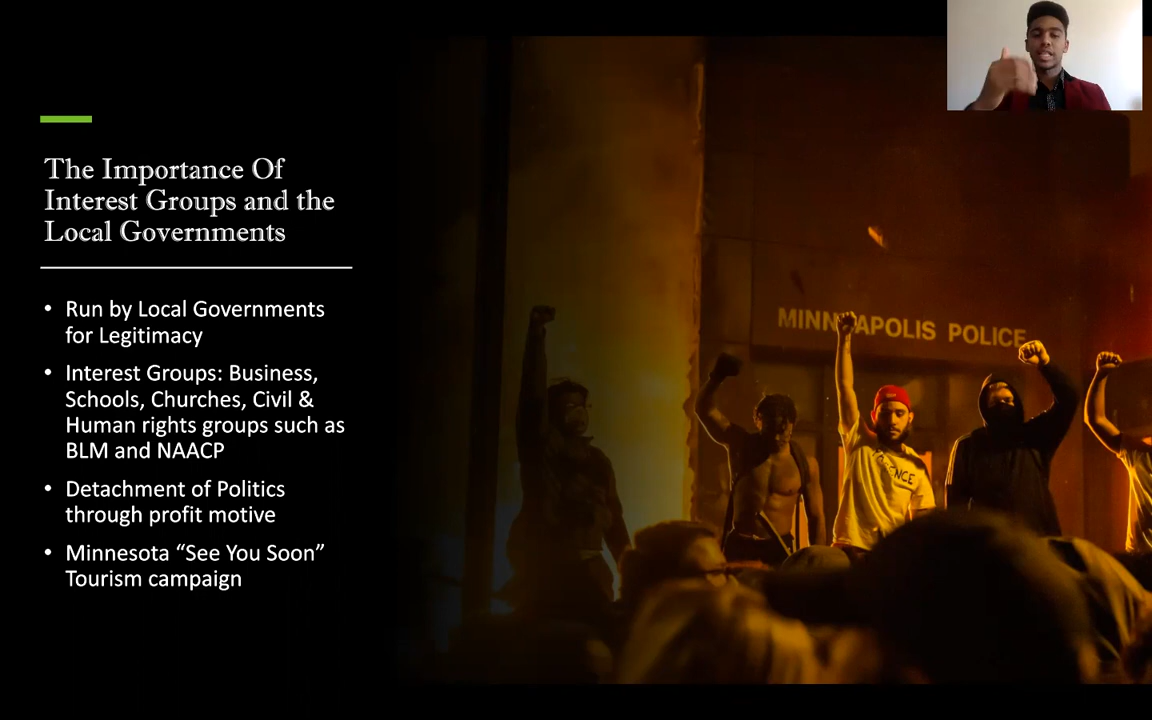 The Importance Of
Interest Groups and the
Local Governments
• Run by Local Governments
for Legitimacy
• Interest Groups: Business,
Schools, Churches, Civil &
Human rights groups such as
BLM and NAACP
• Detachment of Politics
through profit motive
• Minnesota “See You Soon”
Tourism campaign
POLICE